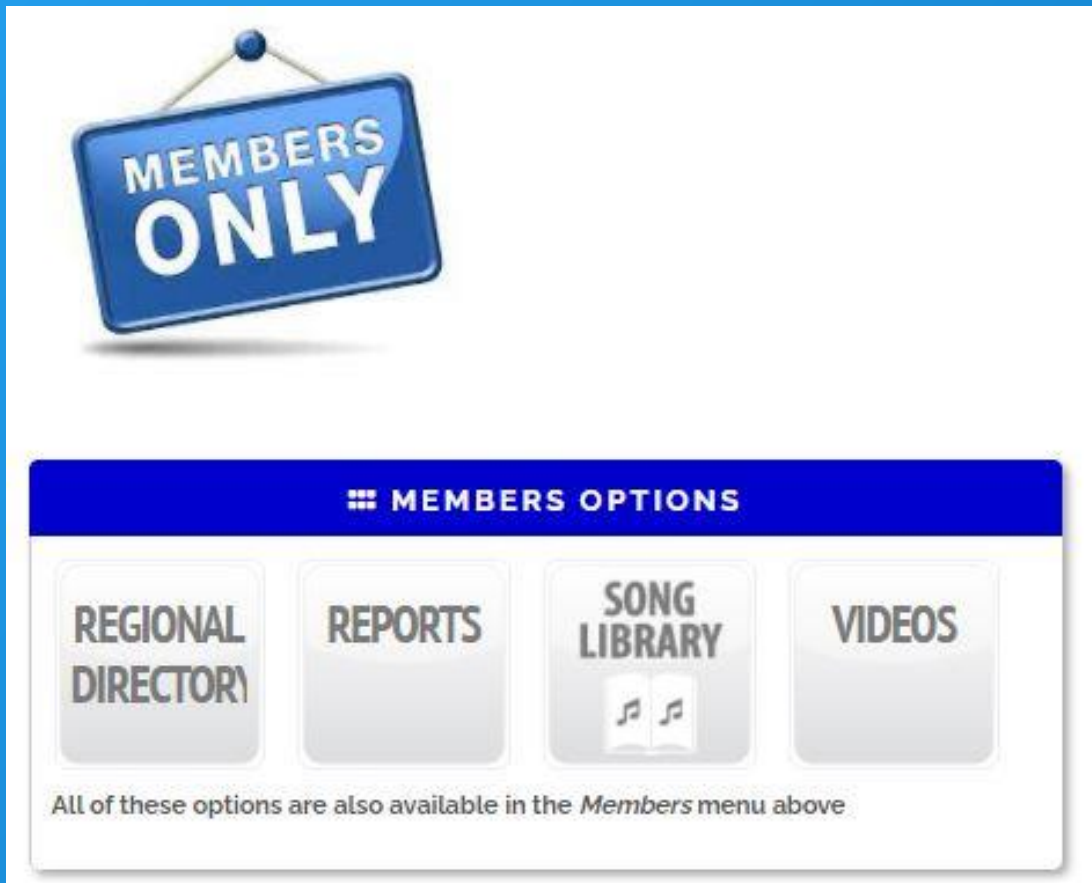 MEMBERS
ONLY
MEMBERS OPTIONS
REGIONAL
DIRECTORY
REPORTS
SONG
LIBRARY
VIDEOS
All of these options are also available in the Members menu above